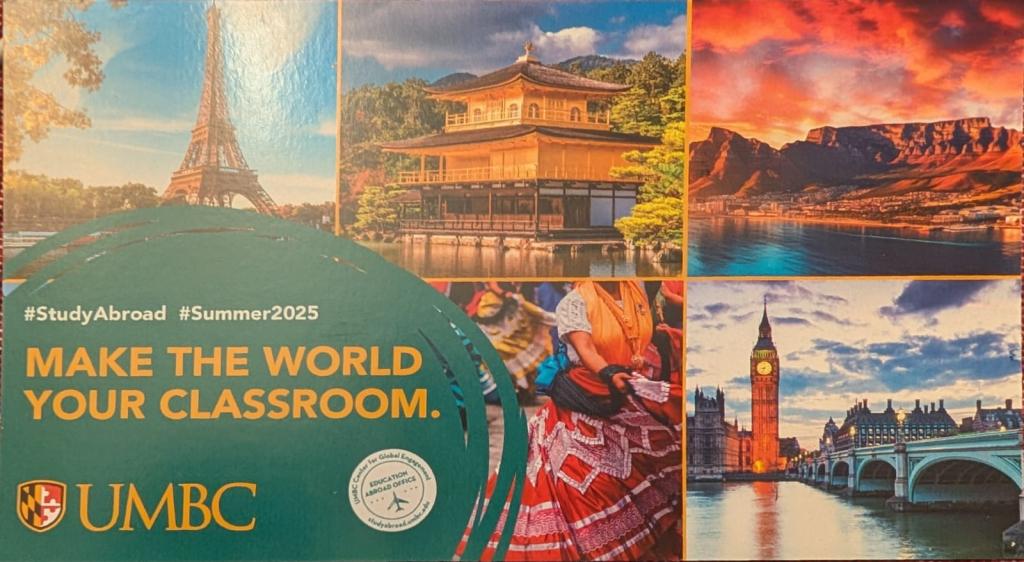 #StudyAbroad #Summer2025
MAKE THE WORLD
YOUR CLASSROOM.
UMBC
UMBC Center for Global Engagement
EDUCATION
ABROAD OFFICE
studyabroad.umbc.edu